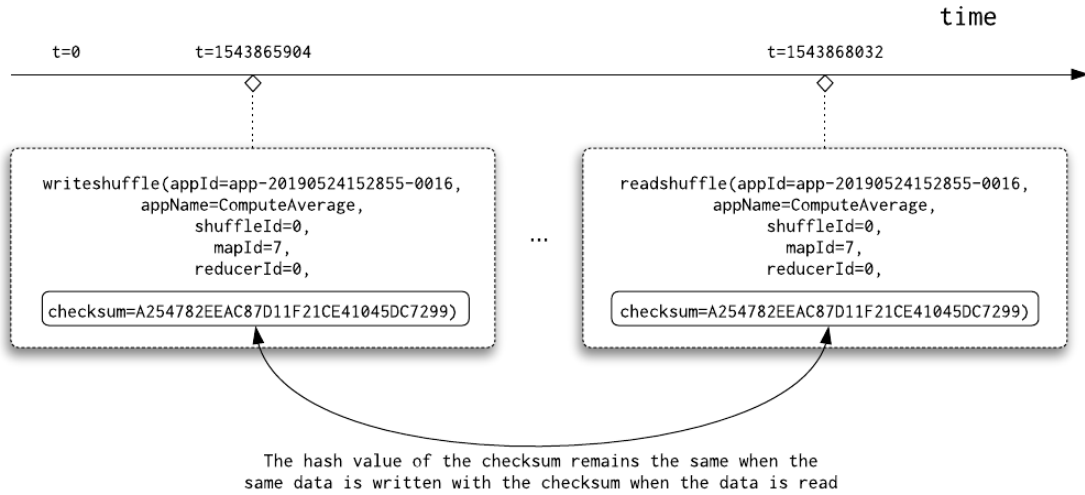 time
t=0
t=1543865904
t=1543868032
writeshuffle(appId=app-20190524152855-0016,
appName=ComputeAverage,
shuffleId=0,
mapId=7,
reducerId=0,
checksum=A254782EEAC87D11F21CE41045DC7299)
...
readshuffle(appId=app-20190524152855-0016,
appName=ComputeAverage,
shuffleId=0,
mapId=7,
reducerId=0,
checksum=A254782EEAC87D11F21CE41045DC7299)
The hash value of the checksum remains the same when the
same data is written with the checksum when the data is read